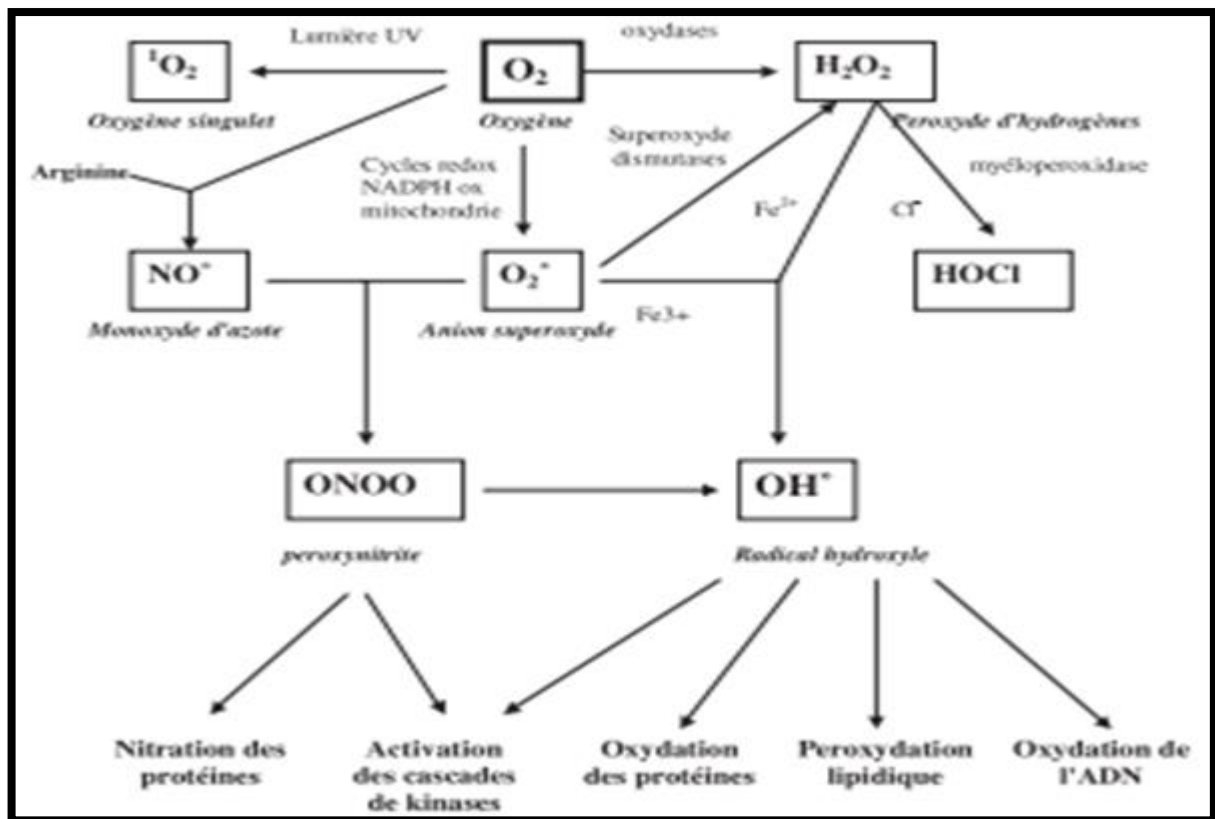 Lumière UV
oxydases
¹O₂
O₂
H₂O₂
Oxygène singulet
Oxygène
Peroxyde d'hydrogènes
Arginine
Cycles redox
NADPH ox
mitochondrie
Superoxyde
dismutases
myéloperoxidase
Fe²⁺
Cl⁻
NO°
O₂°
HOCl
Monoxyde d'azote
Anion superoxyde
Fe3+
ONOO
OH°
peroxynitrite
Radical hydroxyle
Nitration des
protéines
Activation
des cascades
de kinases
Oxydation
des protéines
Peroxydation
lipidique
Oxydation de
l'ADN